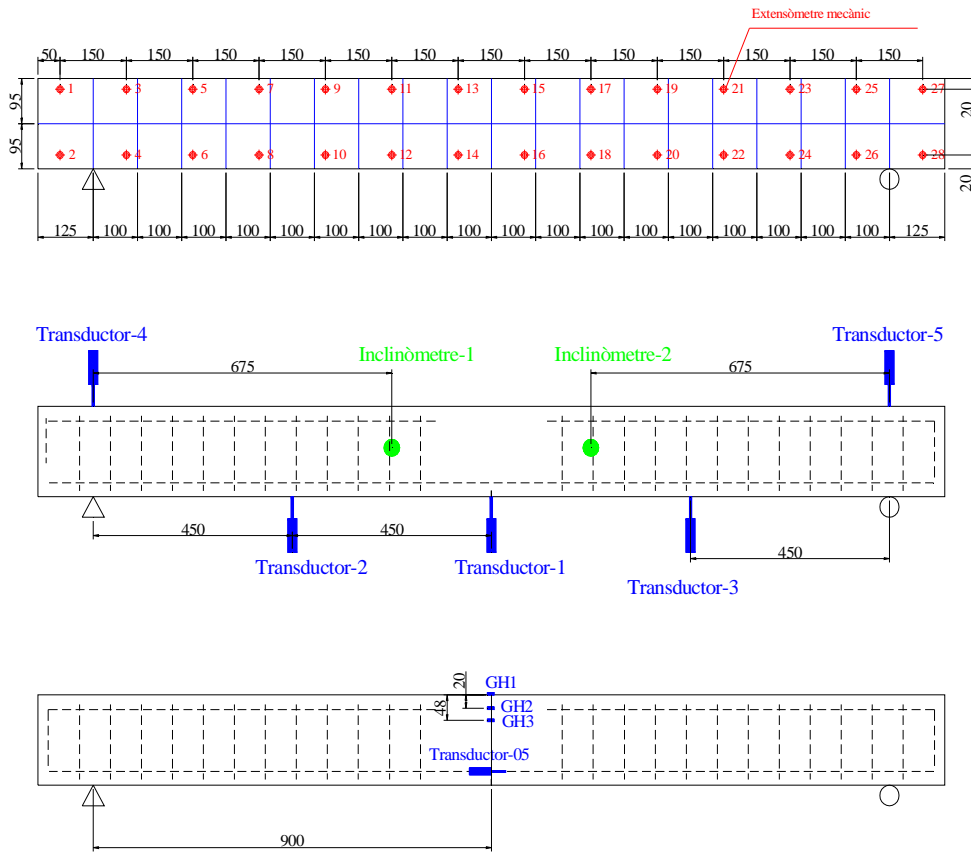 Extensòmetre mecànic
50 150 150 150 150 150 150 150 150 150 150 150 150 150
95 1 3 5 7 9 11 13 15 17 19 21 23 25 27 20
95 2 4 6 8 10 12 14 16 18 20 22 24 26 28 20
125 100 100 100 100 100 100 100 100 100 100 100 100 100 100 100 100 100 100 125
Transductor-4 Transductor-5
Inclinòmetre-1 Inclinòmetre-2
675 675
450 450 450
Transductor-2 Transductor-1
Transductor-3
GH1
20
48 GH2
GH3
Transductor-05
900